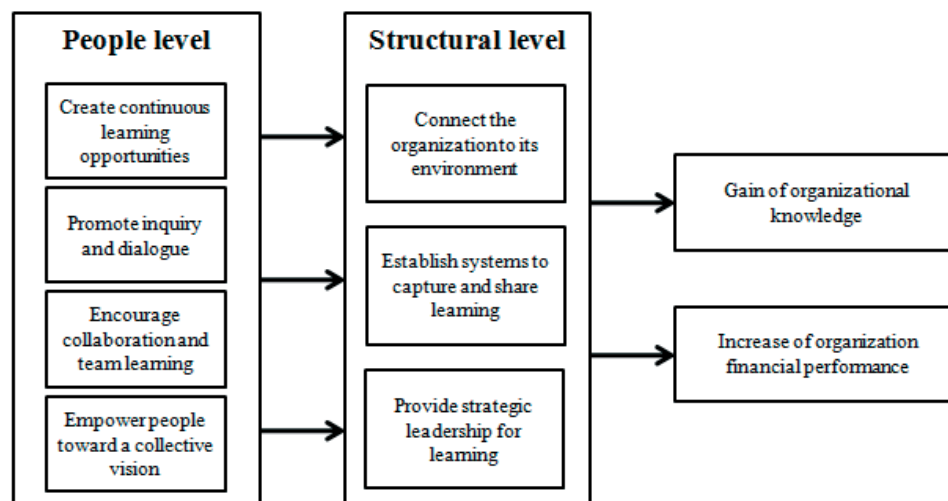 People level
Create continuous
learning
opportunities
Promote inquiry
and dialogue
Encourage
collaboration and
team learning
Empower people
toward a collective
vision
Structural level
Connect the
organization to its
environment
Establish systems to
capture and share
learning
Provide strategic
leadership for
learning
Gain of organizational
knowledge
Increase of organization
financial performance